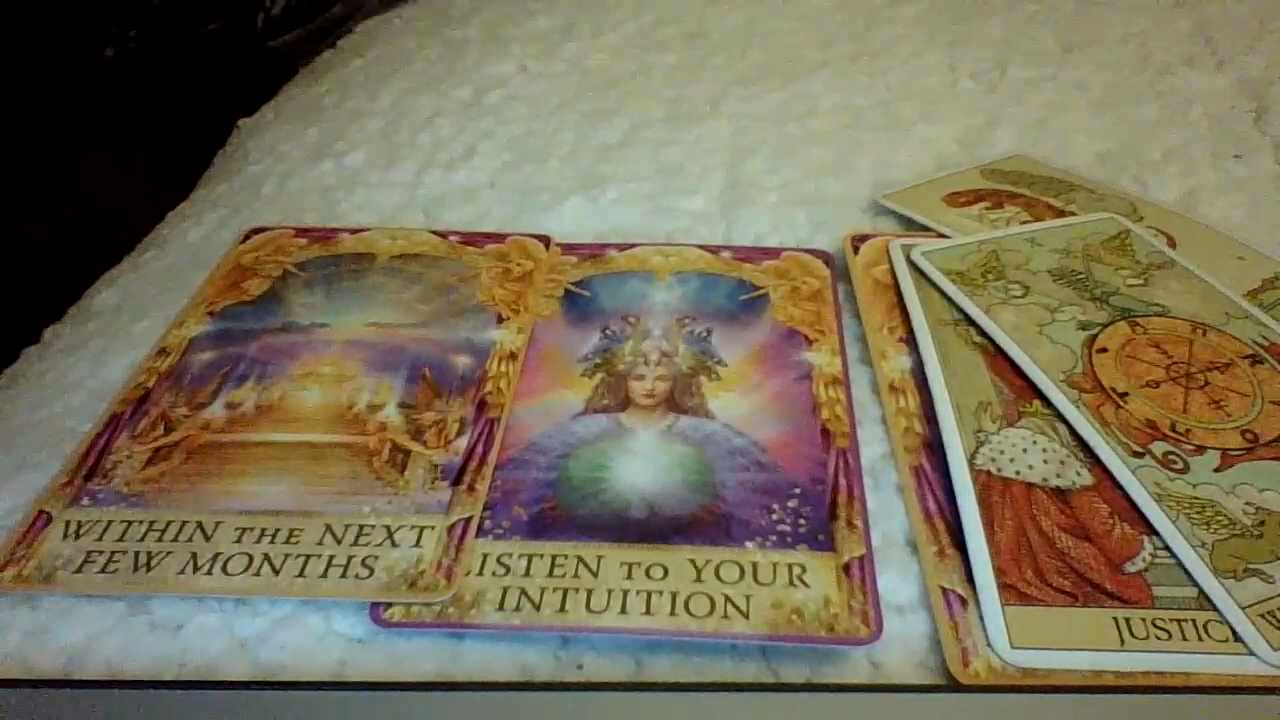 WITHIN THE NEXT
FEW MONTHS
LISTEN TO YOUR
INTUITION
X
JUSTICE
W